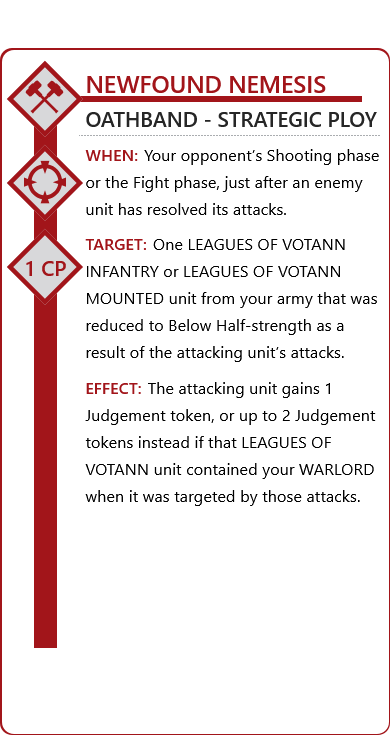 NEWFOUND NEMESIS
OATHBAND - STRATEGIC PLOY
WHEN: Your opponent’s Shooting phase
or the Fight phase, just after an enemy
unit has resolved its attacks.
1 CP
TARGET: One LEAGUES OF VOTANN
INFANTRY or LEAGUES OF VOTANN
MOUNTED unit from your army that was
reduced to Below Half-strength as a
result of the attacking unit’s attacks.
EFFECT: The attacking unit gains 1
Judgement token, or up to 2 Judgement
tokens instead if that LEAGUES OF
VOTANN unit contained your WARLORD
when it was targeted by those attacks.